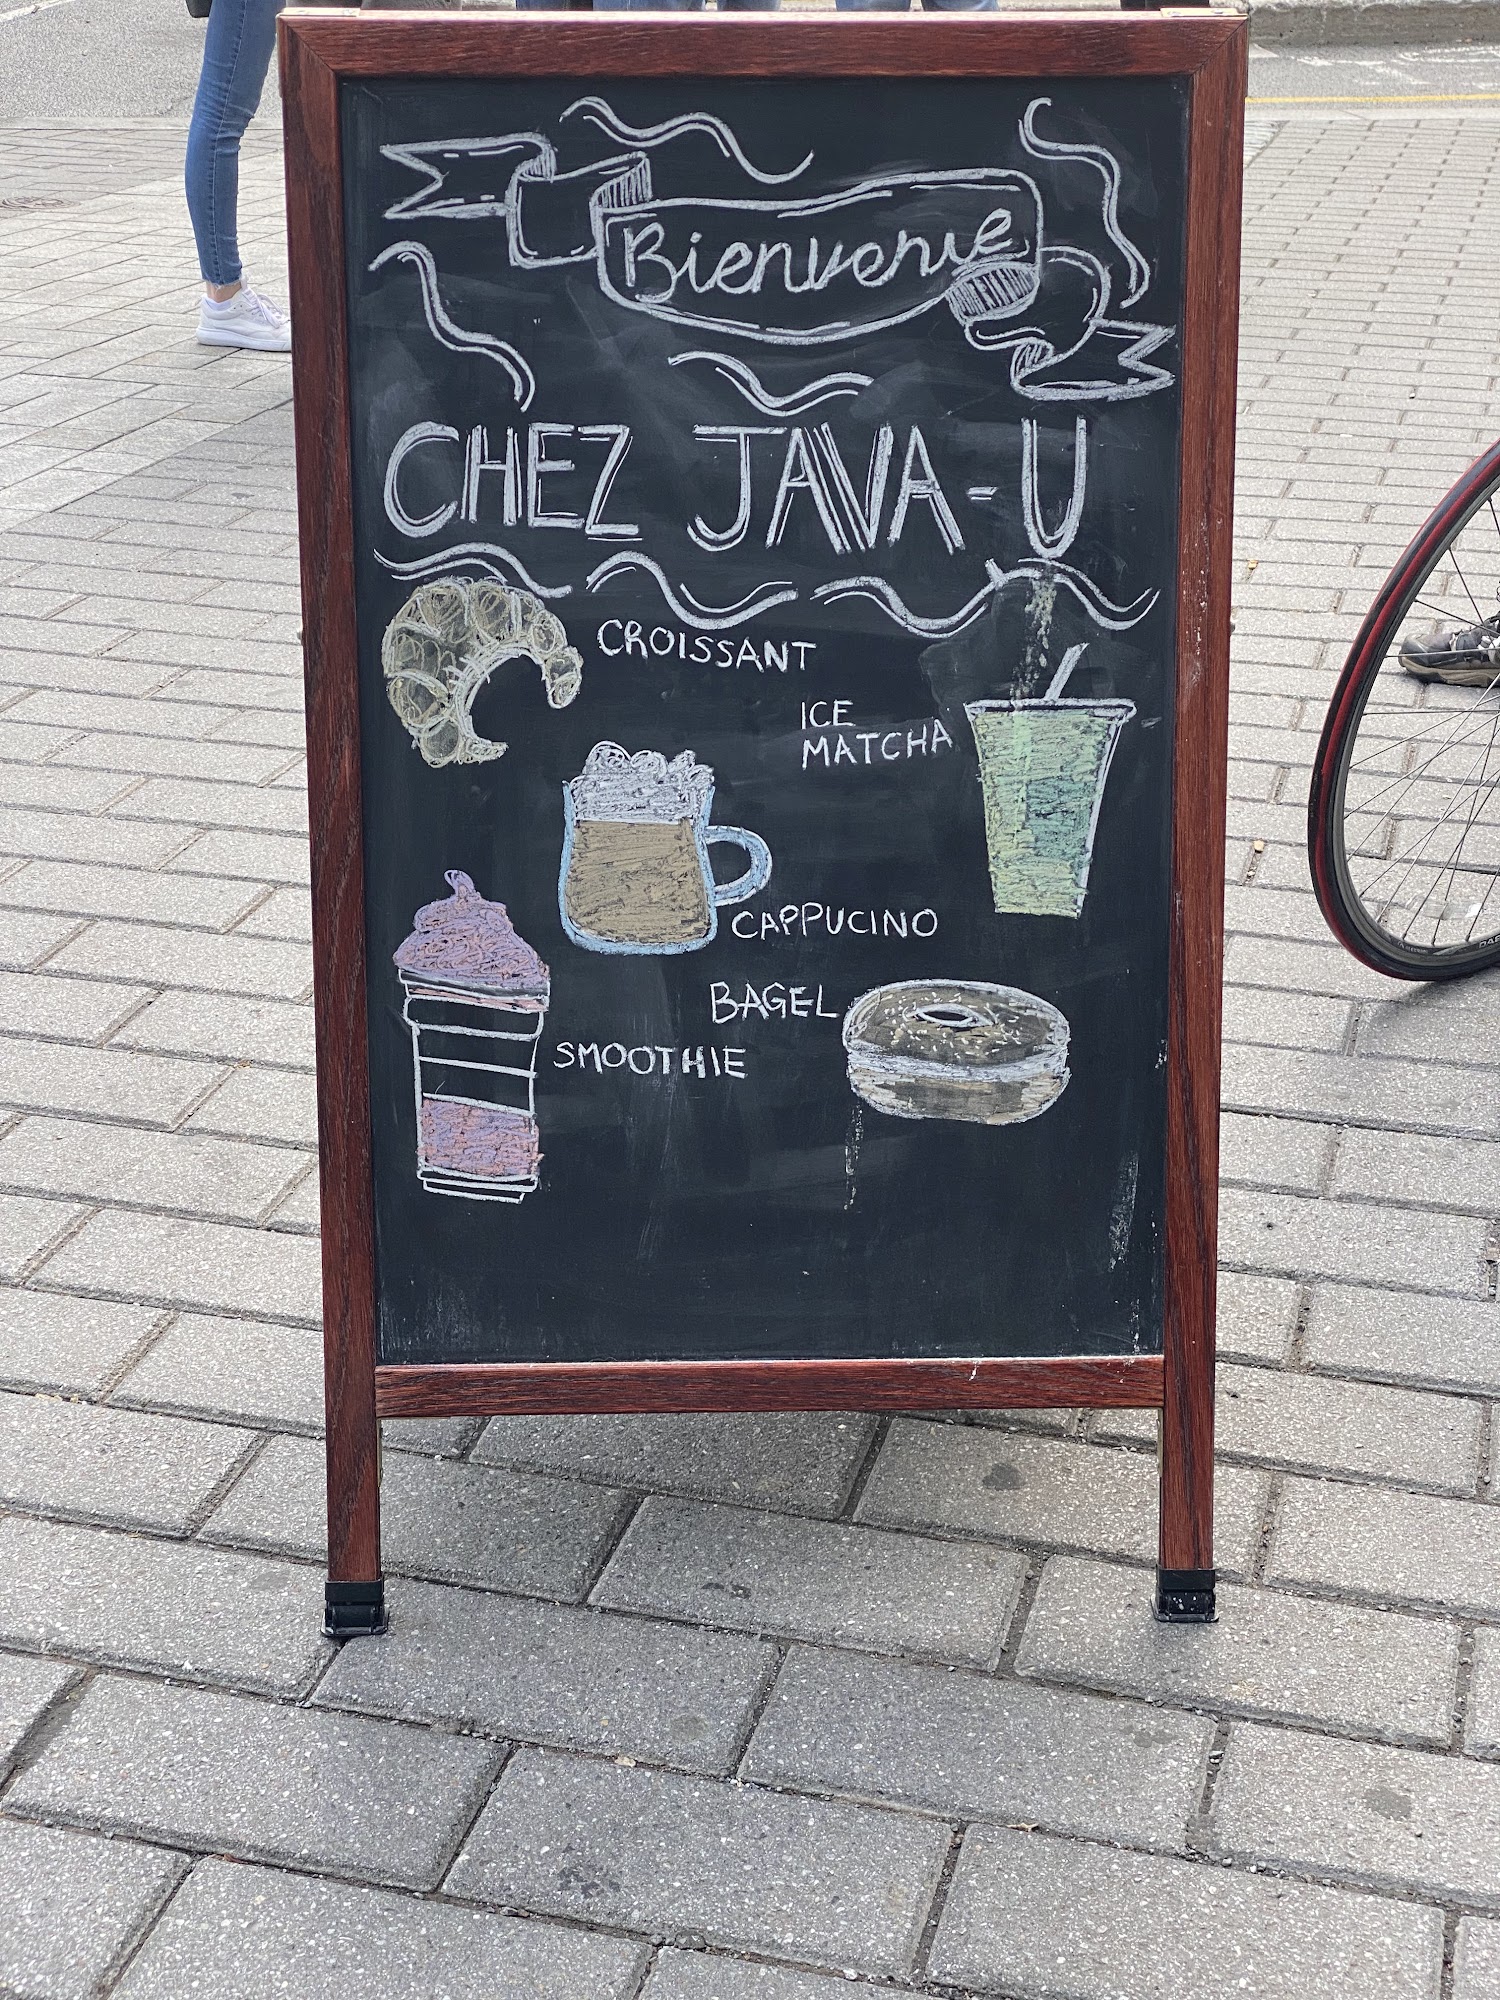 Bienvenue
CHEZ JAVA-U
CROISSANT
ICE
MATCHA
CAPPUCINO
BAGEL
SMOOTHIE